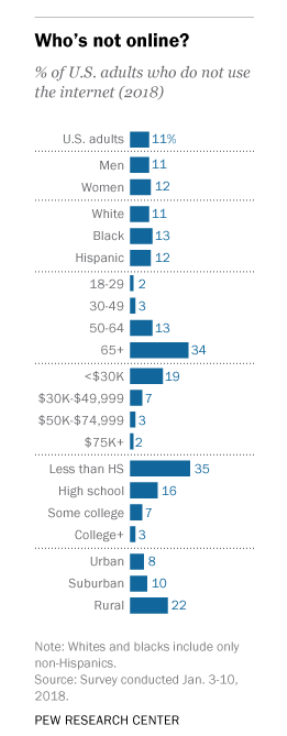 Who's not online?
% of U.S. adults who do not use
the internet (2018)
U.S. adults 11%
Men 11
Women 12
White 11
Black 13
Hispanic 12
18-29 2
30-49 3
50-64 13
65+ 34
<$30K 19
$30K-$49,999 7
$50K-$74,999 3
$75K+ 2
Less than HS 35
High school 16
Some college 7
College+ 3
Urban 8
Suburban 10
Rural 22
Note: Whites and blacks include only
non-Hispanics.
Source: Survey conducted Jan. 3-10,
2018.
PEW RESEARCH CENTER